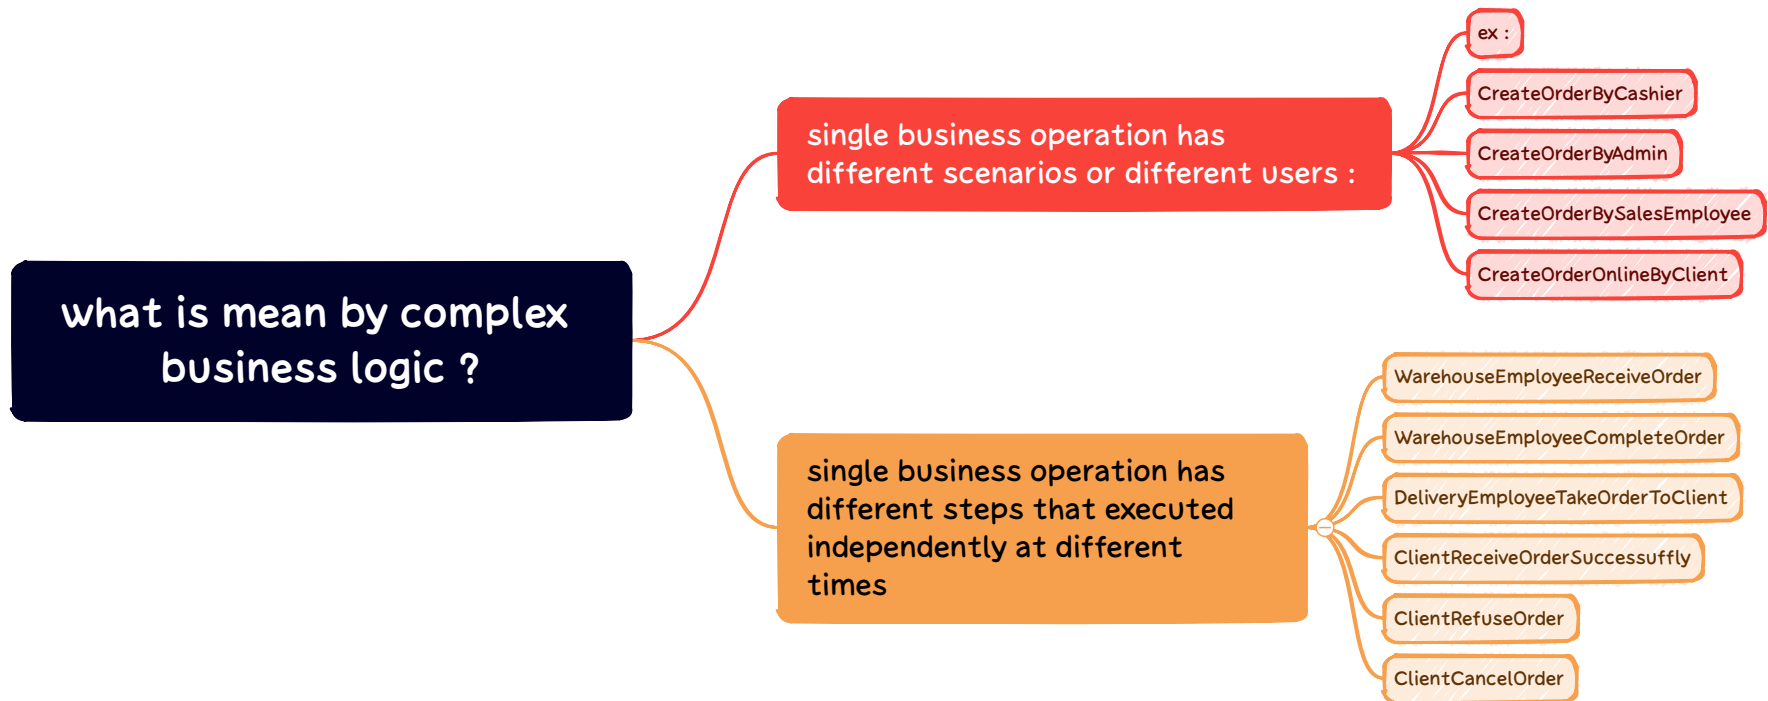 what is mean by complex
business logic ?
single business operation has
different scenarios or different users :
ex :
CreateOrderByCashier
CreateOrderByAdmin
CreateOrderBySalesEmployee
CreateOrderOnlineByClient
single business operation has
different steps that executed
independently at different
times
WarehouseEmployeeReceiveOrder
WarehouseEmployeeCompleteOrder
DeliveryEmployeeTakeOrderToClient
ClientReceiveOrderSuccessuffly
ClientRefuseOrder
ClientCancelOrder